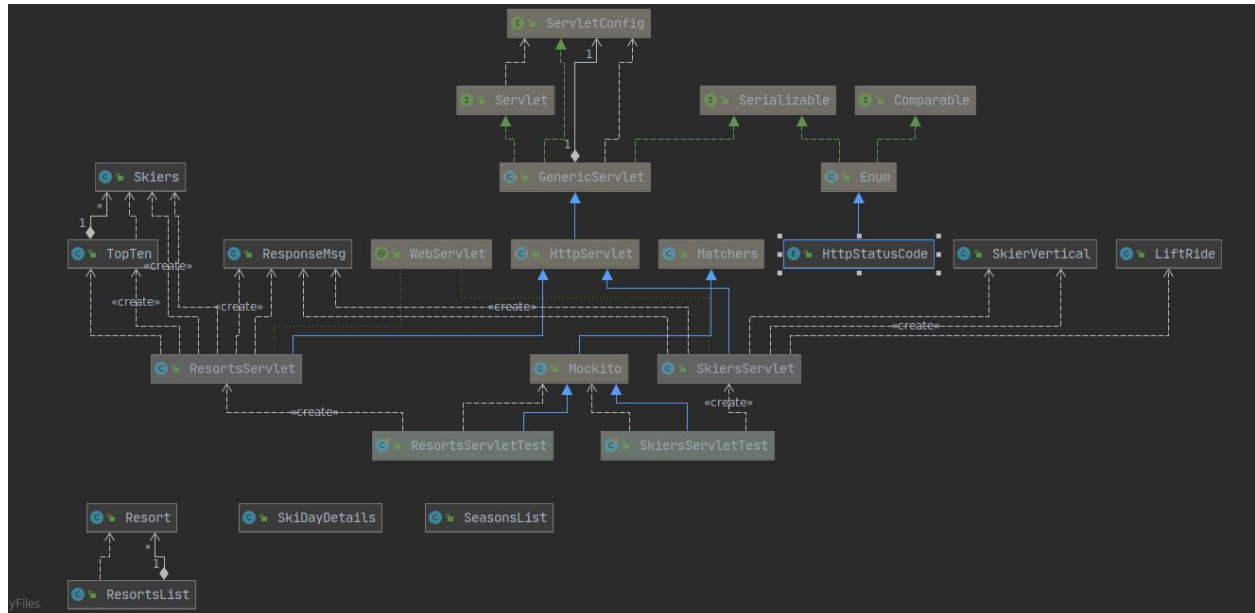 ServletConfig
1
Servlet
Serializable
Comparable
1
GenericServlet
Enum
Skiers
*
1
TopTen
ResponseMsg
WebServlet
HttpServlet
Matchers
HttpStatusCode
SkierVertical
LiftRide
«create»
«create»
«create»
«create»
«create»
ResortsServlet
Mockito
SkiersServlet
«create»
«create»
ResortsServletTest
SkiersServletTest
Resort
SkiDayDetails
SeasonsList
*
1
ResortsList
yFiles